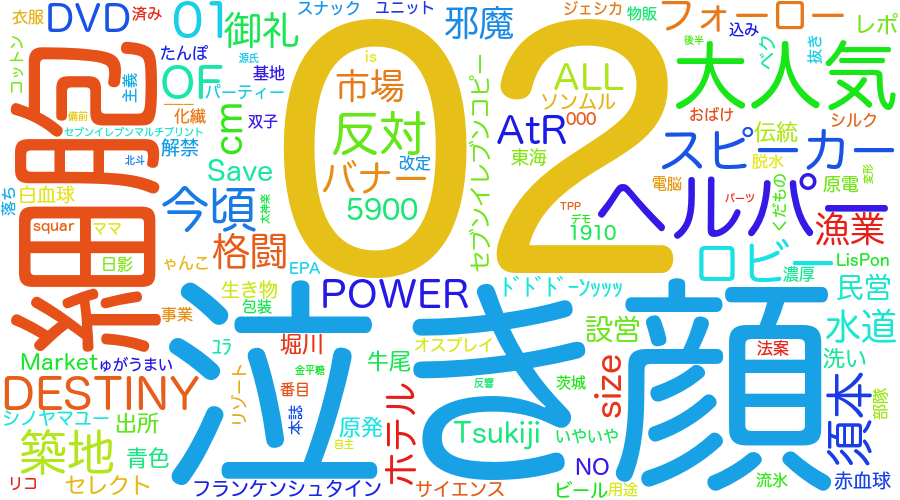 衣服
DVD
済み
スナック
ユニット
ジェシカ
物販
フォーロー
込み
レポ
01
御礼
邪魔
たんぽ
源氏
is
後半
ベク
抜き
コットン
細胞
主義
OF
基地
パーティー
市場
02
ALL
ソンムル
000
大人気
おばけ
シルク
備前
化繊
cm
双子
セブンイレブンマルチプリント
解禁
反対
AtR
東海
スピーカー
伝統
脱水
北斗
Save
バナー
改定
セブンイレブンコピー
電脳
原電
変形
落ち
白血球
今頃
太神楽
5900
TPP
デモ
1910
ヘルパー
パーツ
くだもの
漁業
squar
ママ
日影
ゃんこ
格闘
EPA
ロビー
濃厚
LisPon
生き物
包装
POWER
ドドドーンッッッ
民営
事業
泣き顔
設営
水道
Market
ゅがうまい
ユラ
堀川
金平糖
牛尾
オスプレイ
法案
洗い
DESTINY
リゾート
番目
反響
茨城
size
シノヤマユー
出所
本誌
原発
ホテル
Tsukiji
いやいや
須本
部隊
築地
青色
自主
NO
リコ
セレクト
フランケンシュタイン
サイエンス
ビール
用途
流氷
赤血球